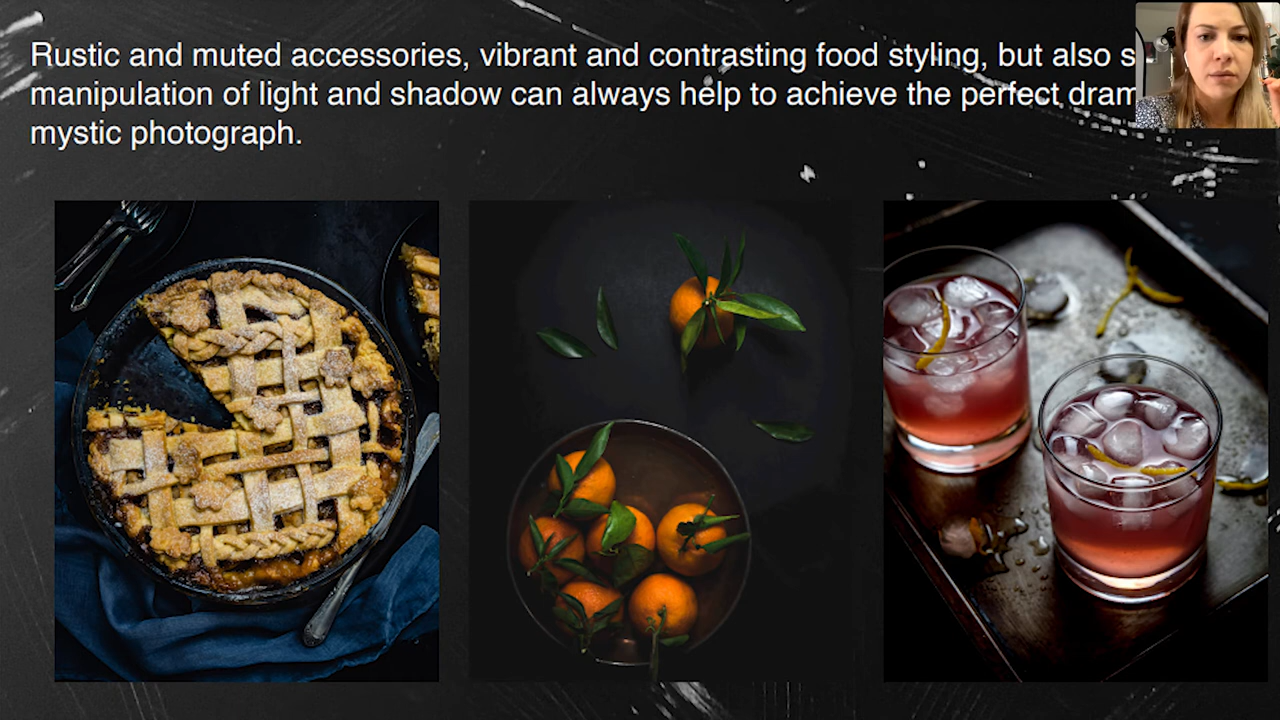 Rustic and muted accessories, vibrant and contrasting food styling, but also
manipulation of light and shadow can always help to achieve the perfect
mystic photograph.